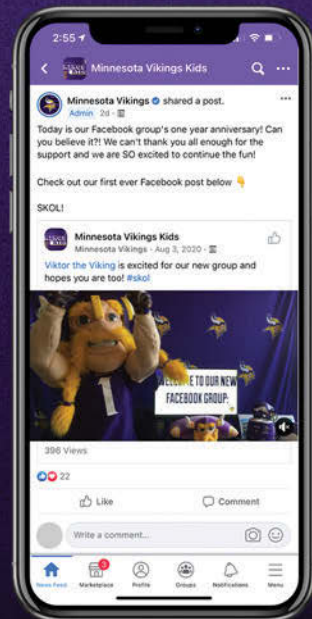 2:55
Minnesota Vikings Kids
Minnesota Vikings shared a post.
Admin 2d
Today is our Facebook group's one year anniversary! Can
you believe it?! We can't thank you all enough for the
support and we are SO excited to continue the fun!
Check out our first ever Facebook post below 👇
SKOL!
Minnesota Vikings Kids
Minnesota Vikings · Aug 3, 2020 ·
Viktor the Viking is excited for our new group and
hopes you are too! #skol
1
TO OUR NEW
FACEBOOK GROUP:
396 Views
22
Like
Comment
Write a comment...
3
News Feed
Marketplace
Profile
Groups
Notifications
Menu